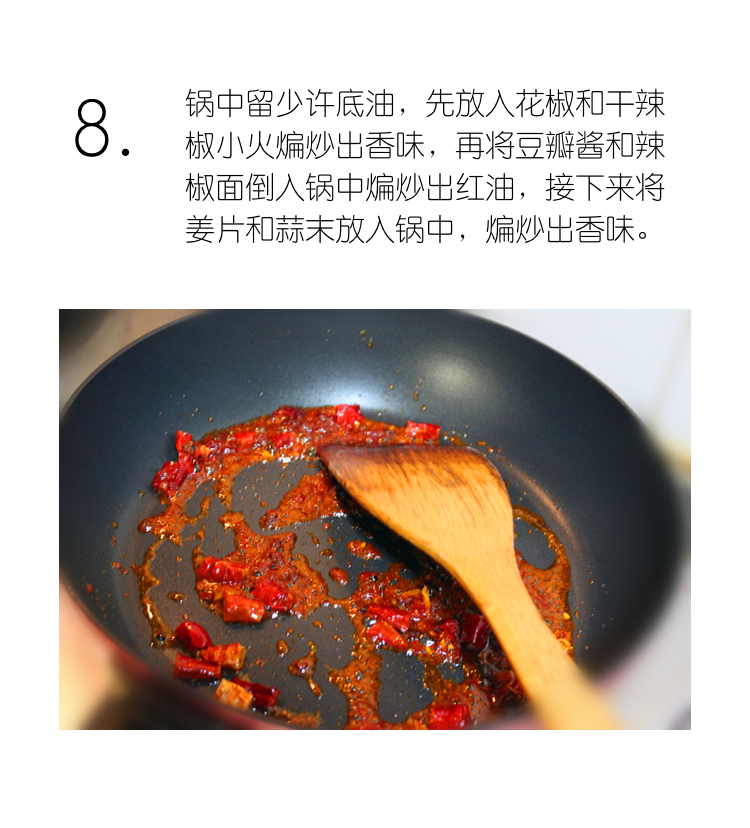 8.
锅中留少许底油，先放入花椒和干辣
椒小火煸炒出香味，再将豆瓣酱和辣
椒面倒入锅中煸炒出红油，接下来将
姜片和蒜末放入锅中，煸炒出香味。